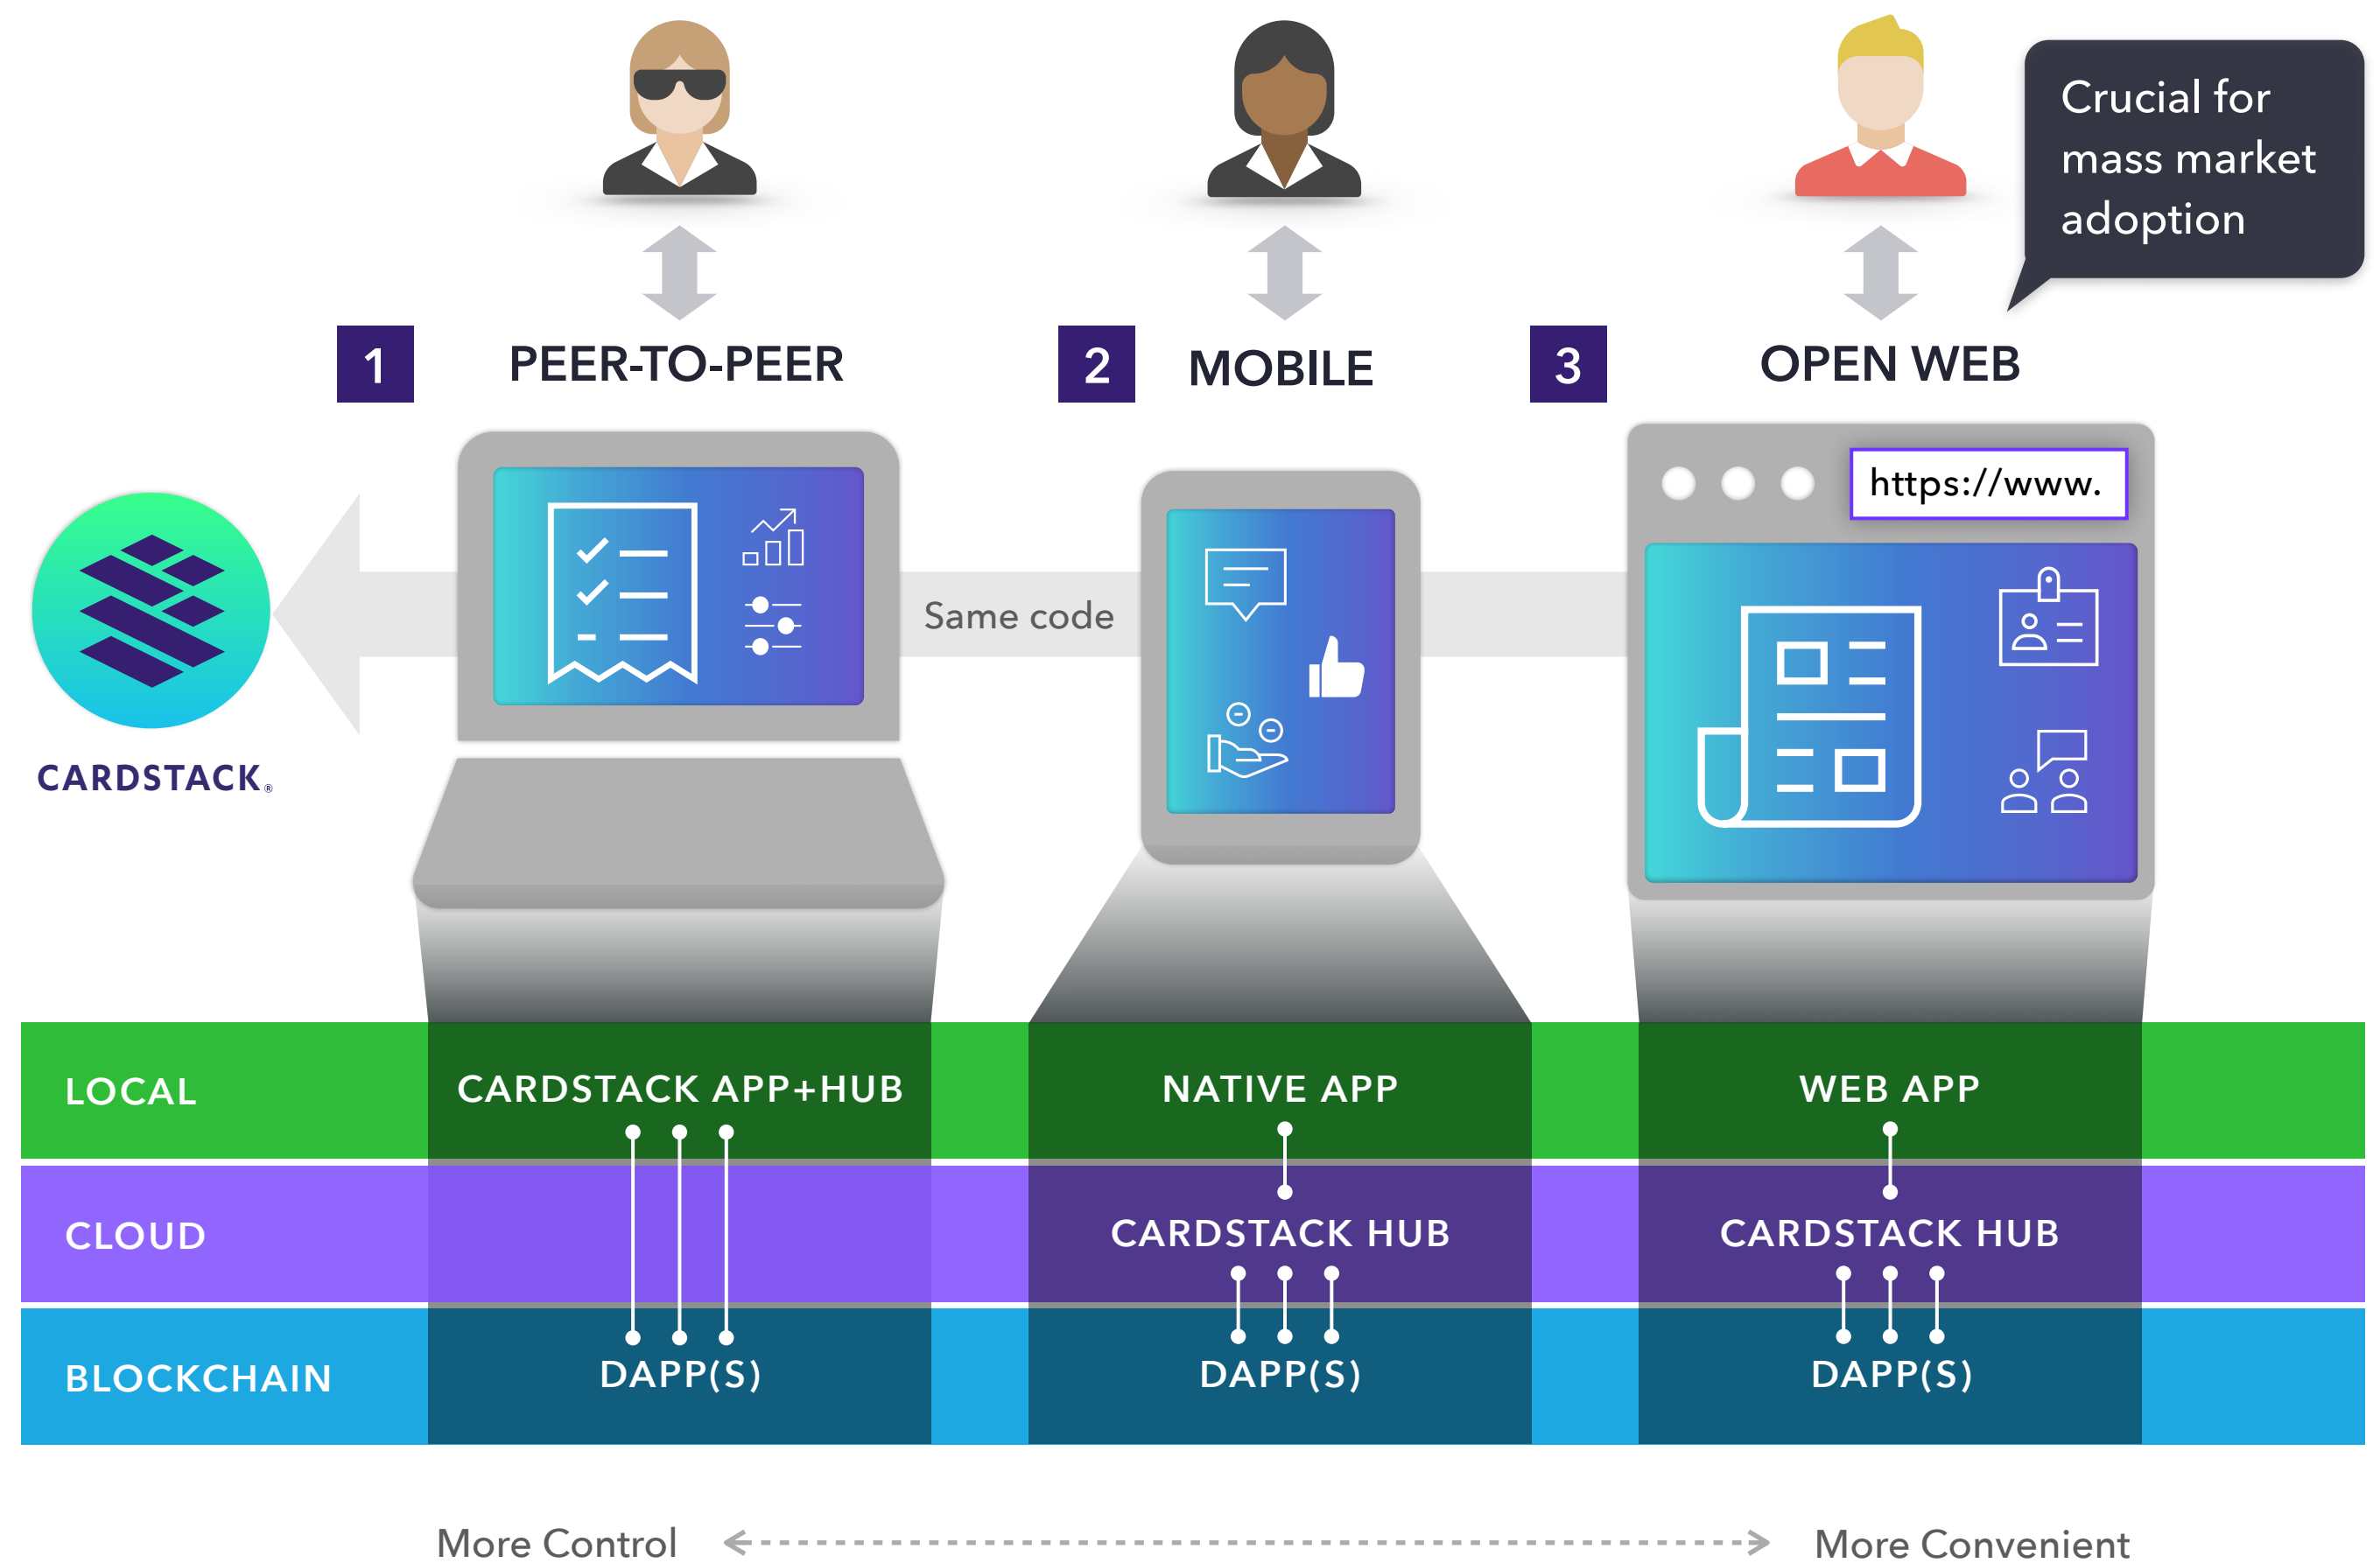 Crucial for
mass market
adoption
1 PEER-TO-PEER
2 MOBILE
3 OPEN WEB
https://www.
Same code
CARDSTACK®
LOCAL
CARDSTACK APP+HUB
NATIVE APP
WEB APP
CLOUD
CARDSTACK HUB
CARDSTACK HUB
BLOCKCHAIN
DAPP(S)
DAPP(S)
DAPP(S)
More Control
More Convenient